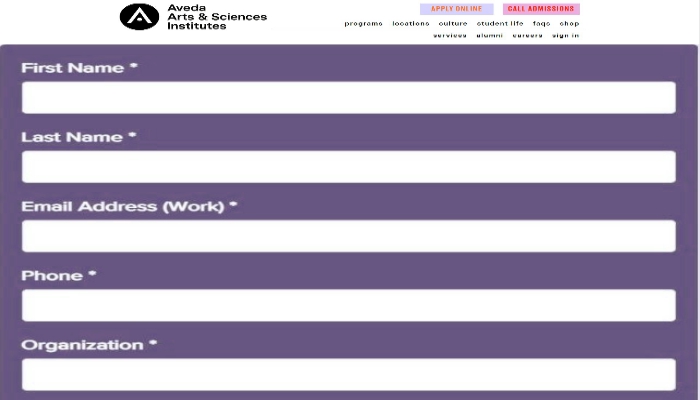 Aveda
Arts & Sciences
Institutes
APPLY ONLINE CALL ADMISSIONS
programs locations culture student life faqs shop
services alumni careers sign in
First Name *
Last Name *
Email Address (Work) *
Phone *
Organization *